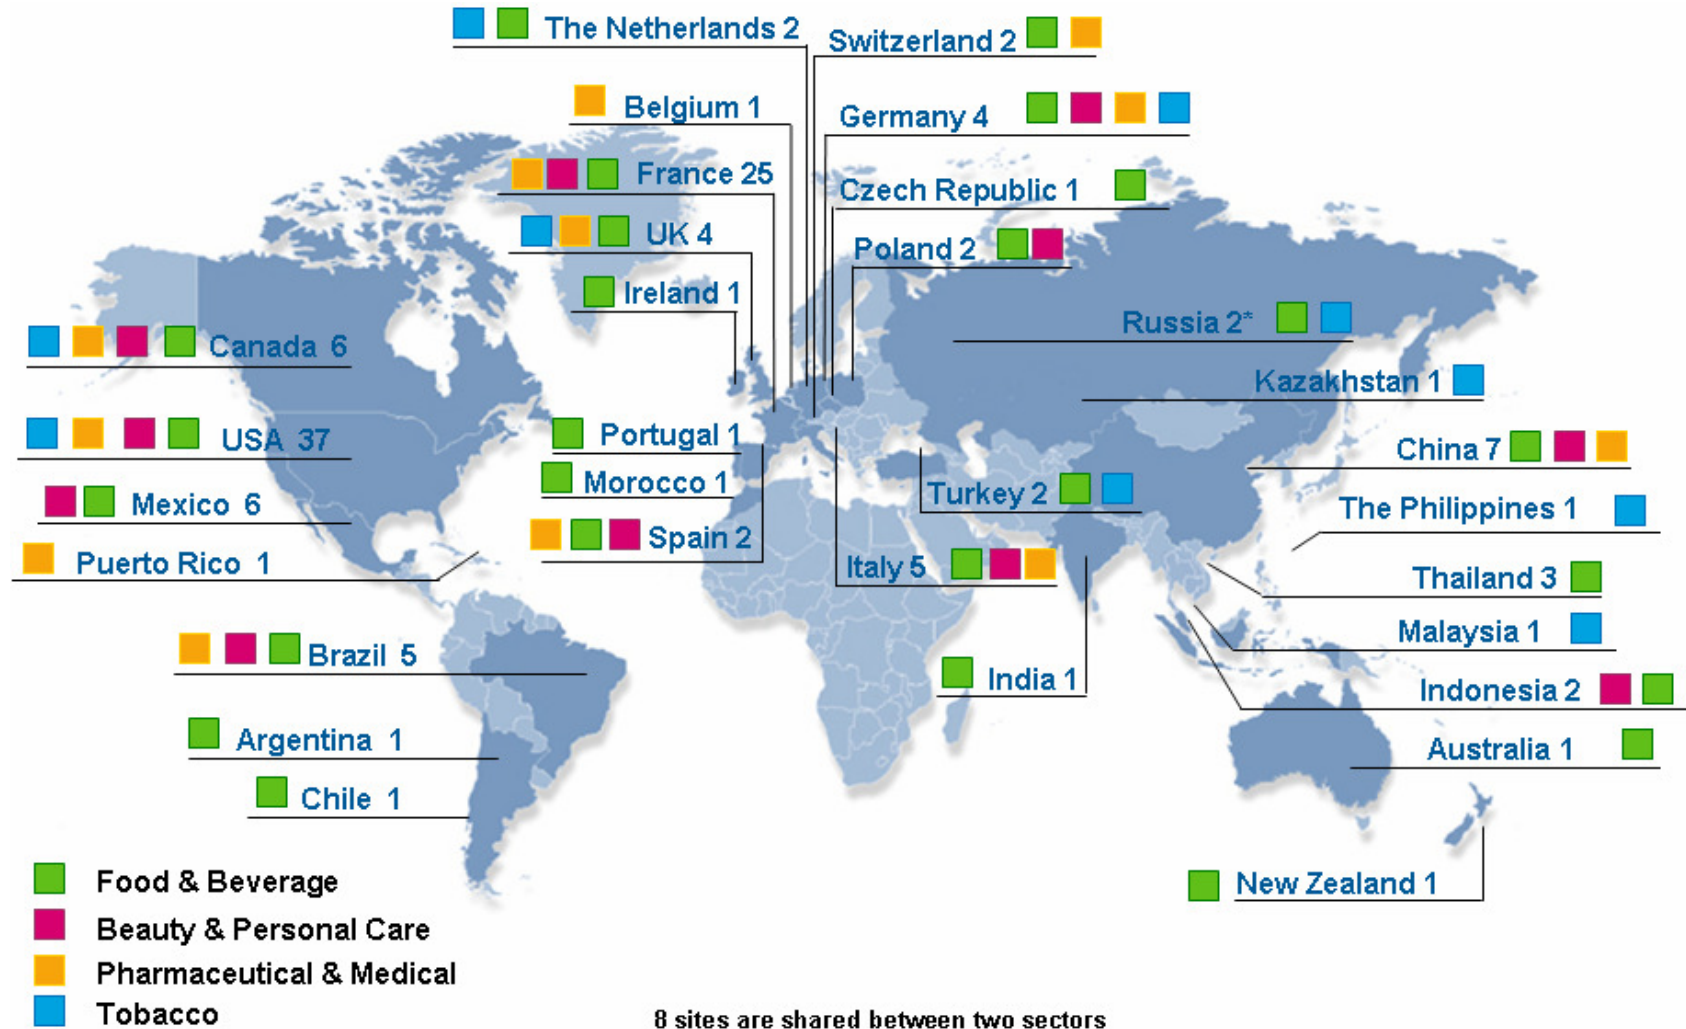 The Netherlands 2
Switzerland 2
Belgium 1
Germany 4
France 25
Czech Republic 1
UK 4
Poland 2
Ireland 1
Russia 2*
Canada 6
Kazakhstan 1
USA 37
Portugal 1
China 7
Morocco 1
Turkey 2
Mexico 6
The Philippines 1
Spain 2
Puerto Rico 1
Italy 5
Thailand 3
Malaysia 1
Brazil 5
India 1
Indonesia 2
Argentina 1
Australia 1
Chile 1
New Zealand 1
Food & Beverage
Beauty & Personal Care
Pharmaceutical & Medical
Tobacco
8 sites are shared between two sectors